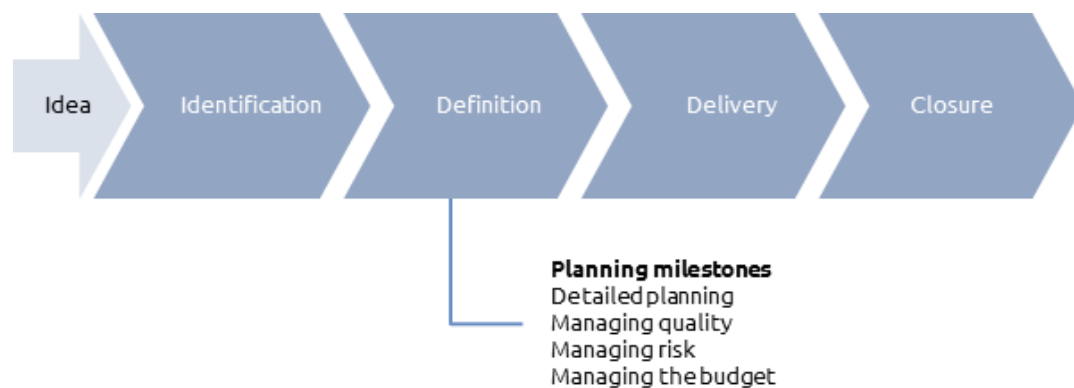 Idea
Identification
Definition
Delivery
Closure
Planning milestones
Detailed planning
Managing quality
Managing risk
Managing the budget